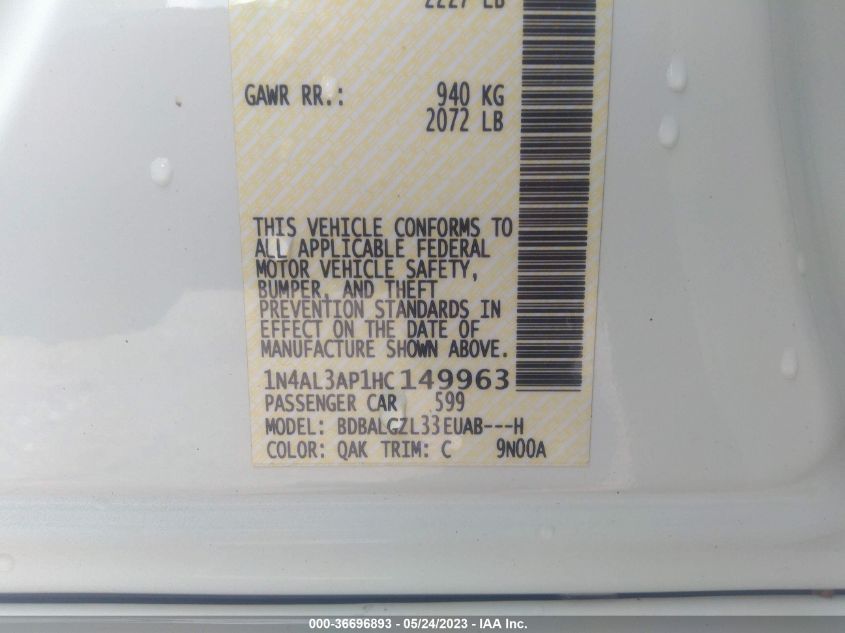 2227 LB
GAWR RR.: 940 KG
2072 LB
THIS VEHICLE CONFORMS TO
ALL APPLICABLE FEDERAL
MOTOR VEHICLE SAFETY,
BUMPER, AND THEFT
PREVENTION STANDARDS IN
EFFECT ON THE DATE OF
MANUFACTURE SHOWN ABOVE.
1N4AL3AP1HC149963
PASSENGER CAR 599
MODEL: BDBALGZL33EUAB---H
COLOR: QAK TRIM: C 9N00A
000-36696893 - 05/24/2023 - IAA Inc.